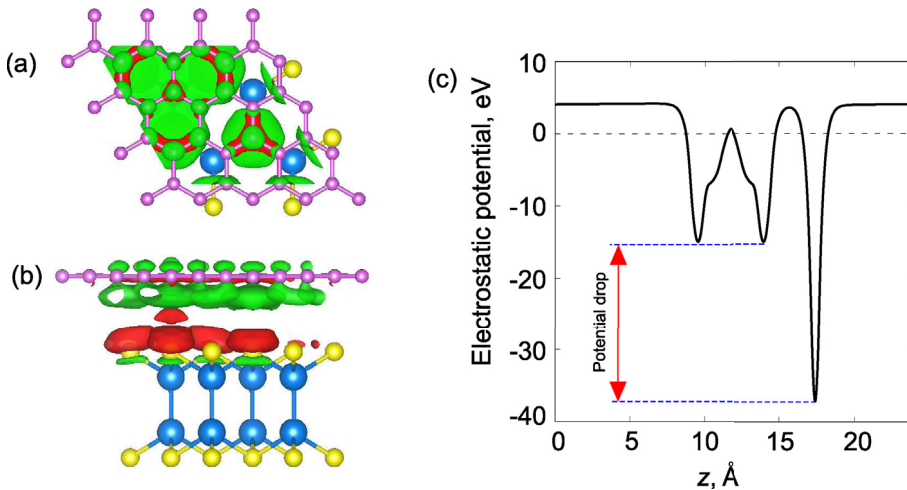 (a)
(b)
(c)
Electrostatic potential, eV
10
0
-10
-20
-30
-40
Potential drop
0
5
10
15
20
z, Å